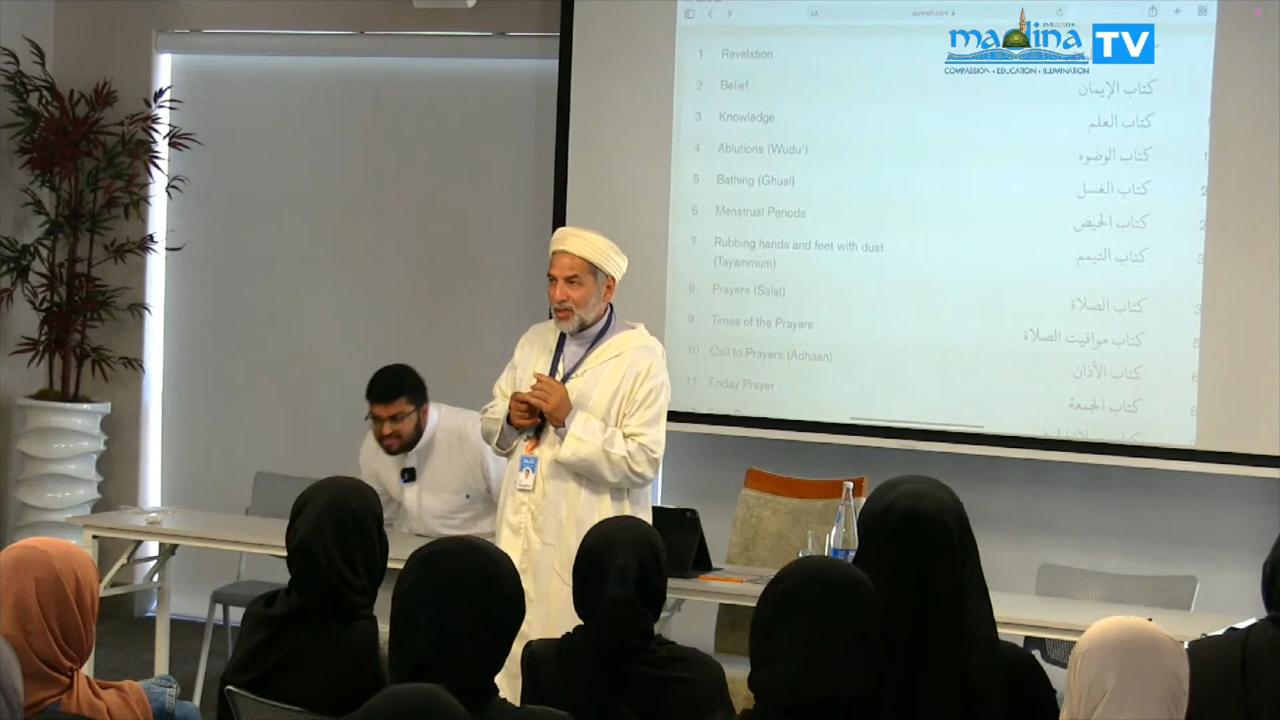 sunnah.com
madina
TV
COMPASSION • EDUCATION • ILLUMINATION
1 Revelation
2 Belief كتاب الإيمان
3 Knowledge كتاب العلم
4 Ablutions (Wudu') كتاب الوضوء
5 Bathing (Ghusl) كتاب الغسل
6 Menstrual Periods كتاب الحيض
7 Rubbing hands and feet with dust
(Tayammum) كتاب التيمم
8 Prayers (Salat) كتاب الصلاة
9 Times of the Prayers كتاب مواقيت الصلاة
10 Call to Prayers (Adhaan) كتاب الأذان
11 Friday Prayer كتاب الجمعة